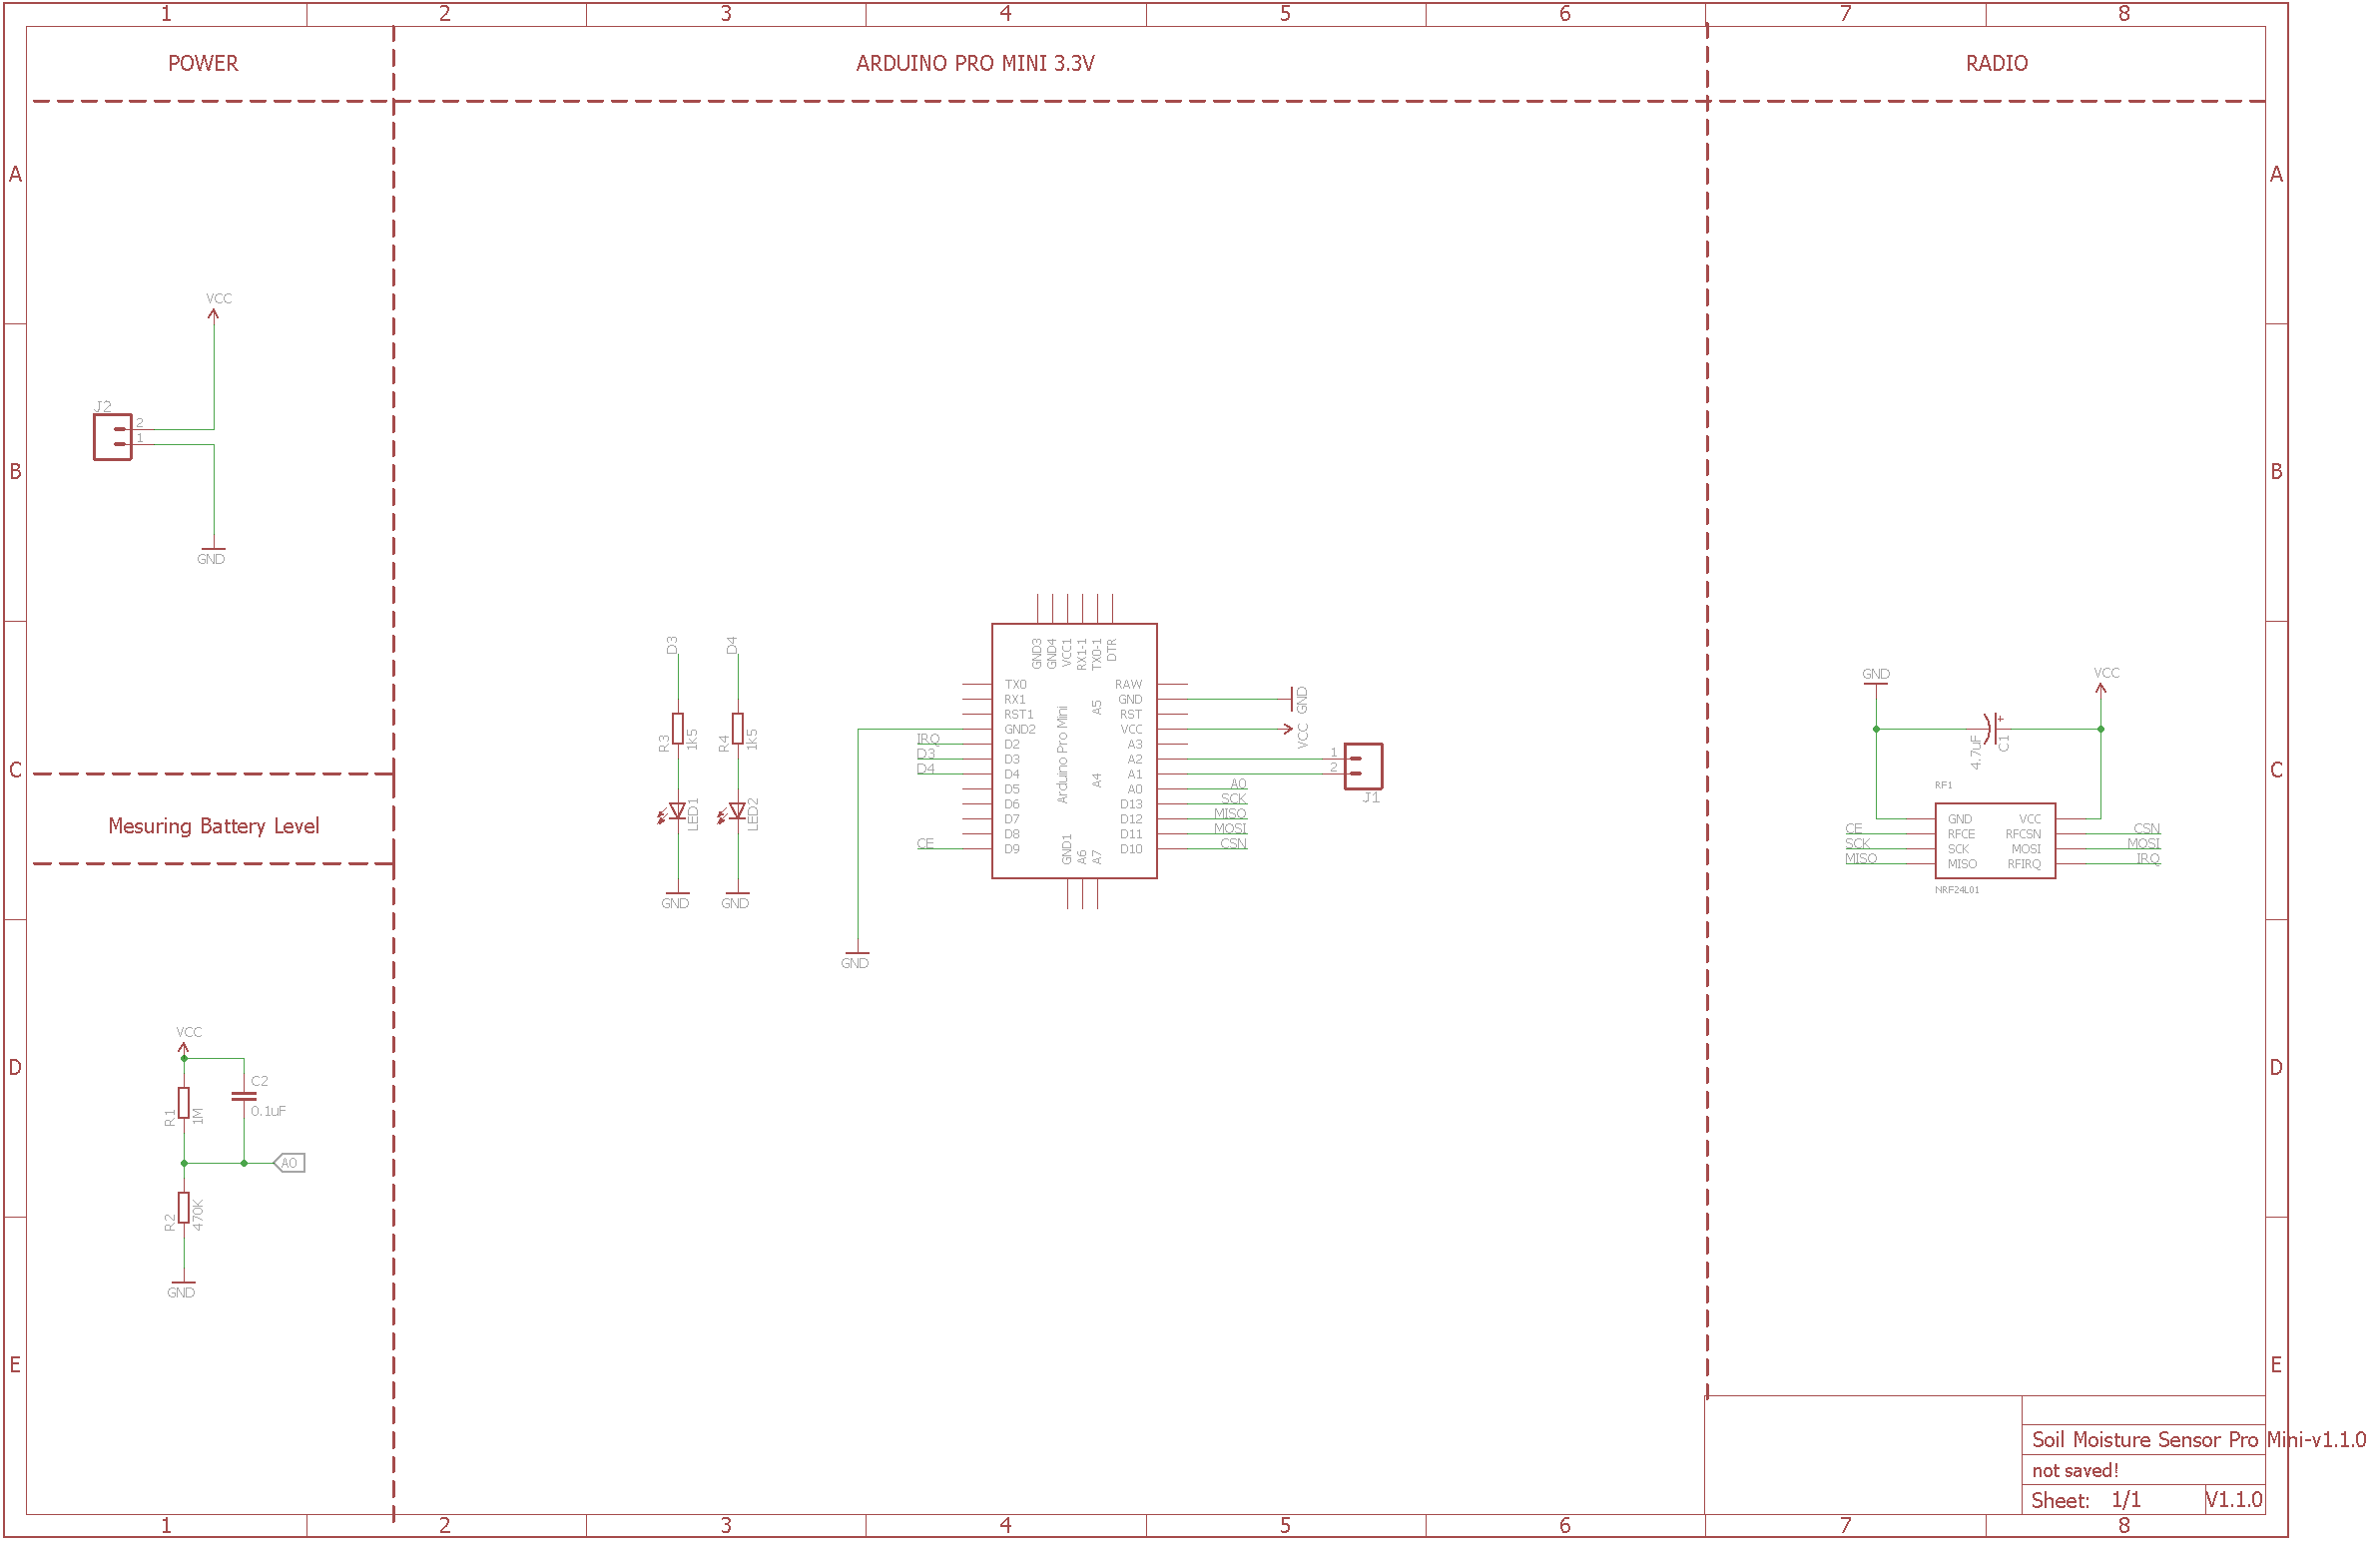 1 2 3 4 5 6 7 8
POWER
ARDUINO PRO MINI 3.3V
RADIO
A
A
VCC
J2
2
1
GND
B
B
D3
R3
1k5
LED1
GND
D4
R4
1k5
LED2
GND
GND3
GND4
VCC1
RX1-1
TX0-1
DTR
TX0
RX1
RST1
GND2
IRQ
D2
D3
D3
D4
D4
D5
D6
D7
D8
CE
D9
GND
Arduino Pro Mini
A5
A4
GND1
A6
A7
RAW
GND
GND
RST
VCC
VCC
A3
A2
1
A1
2
J1
A0
A0
D13
SCK
D12
MISO
D11
MOSI
D10
CSN
GND
VCC
4.7uF
+
C1
RF1
GND
VCC
CE
RFCE
RFCSN
CSN
SCK
SCK
MOSI
MOSI
MISO
MISO
RFIRQ
IRQ
NRF24L01
C
C
Mesuring Battery Level
VCC
R1
1M
C2
0.1uF
A0
R2
470K
GND
D
D
E
E
Soil Moisture Sensor Pro Mini-v1.1.0
not saved!
Sheet: 1/1
V1.1.0
1 2 3 4 5 6 7 8